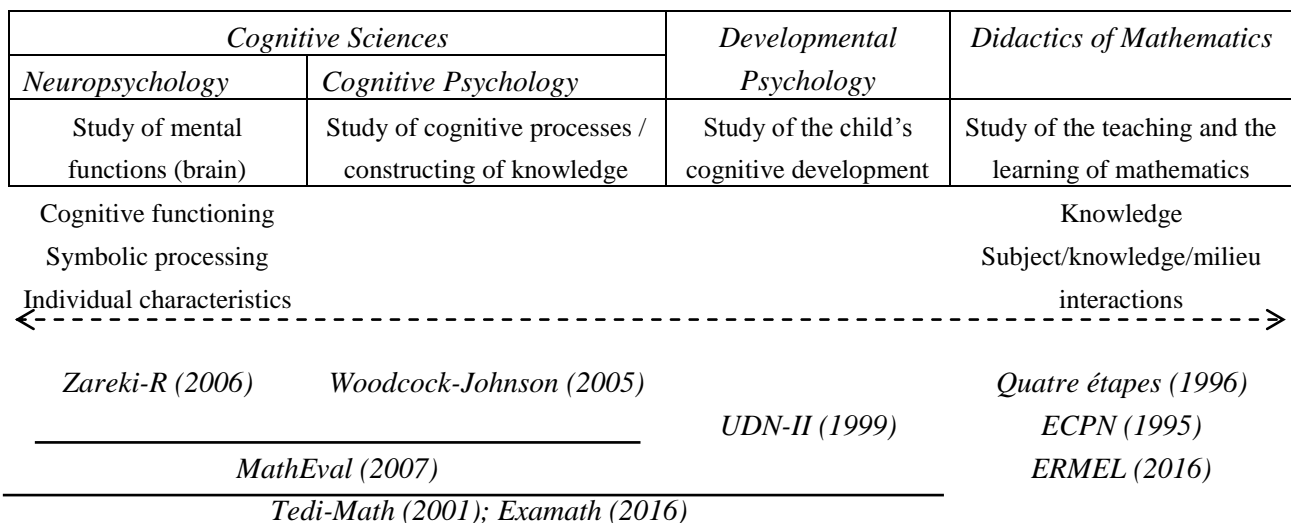 Cognitive Sciences
Developmental Psychology
Didactics of Mathematics
Neuropsychology
Cognitive Psychology
Study of mental functions (brain)
Study of cognitive processes / constructing of knowledge
Study of the child's cognitive development
Study of the teaching and the learning of mathematics
Cognitive functioning
Symbolic processing
Individual characteristics
Knowledge
Subject/knowledge/milieu interactions
Zareki-R (2006)
Woodcock-Johnson (2005)
Quatre étapes (1996)
UDN-II (1999)
ECPN (1995)
MathEval (2007)
ERMEL (2016)
Tedi-Math (2001); Examath (2016)